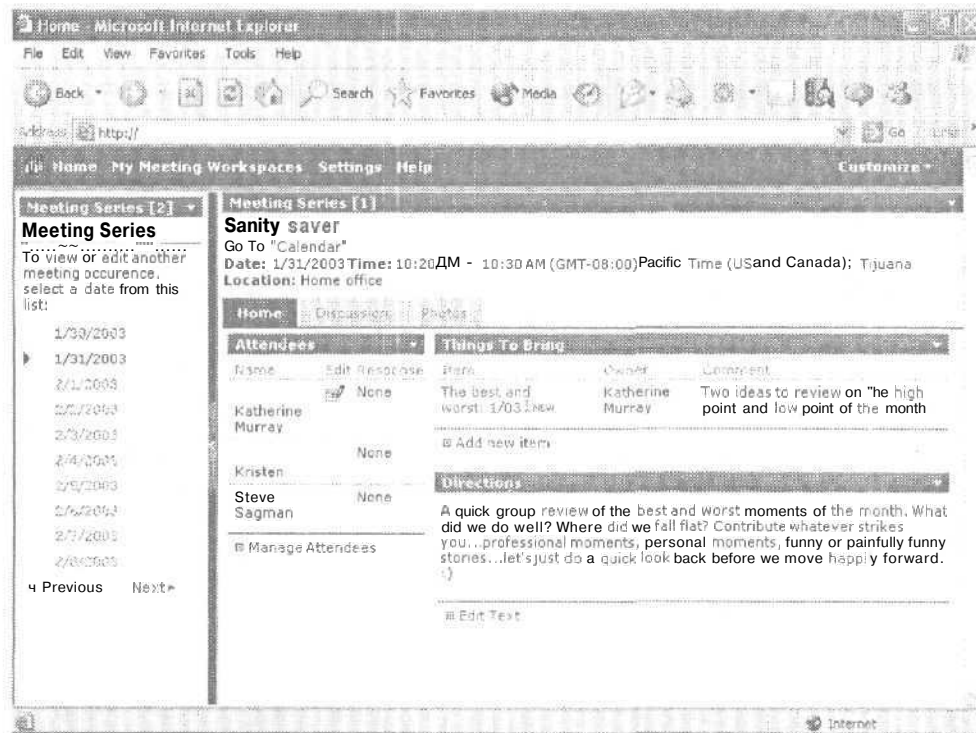 Home - Microsoft Internet Explorer
File Edit View Favorites Tools Help
Back Search Favorites Media
Address http:// Go
Home My Meeting Workspaces Settings Help Customize
Meeting Series [2]
Meeting Series
To view or edit another
meeting occurence,
select a date from this
list:
1/30/2003
1/31/2003
2/1/2003
2/2/2003
2/3/2003
2/4/2003
2/5/2003
2/6/2003
2/7/2003
2/8/2003
Previous Next
Meeting Series [1]
Sanity saver
Go To "Calendar"
Date: 1/31/2003 Time: 10:20 ДМ - 10:30 AM (GMT-08:00) Pacific Time (US and Canada); Tijuana
Location: Home office
Home Discussion Photos
Attendees
Name Edit Response
None
Katherine
Murray
None
Kristen
Steve None
Sagman
Manage Attendees
Things To Bring
Item Owner Comment
The best and Katherine Two ideas to review on "he high
worst: 1/03 NEW Murray point and low point of the month
Add new item
Directions
A quick group review of the best and worst moments of the month. What
did we do well? Where did we fall flat? Contribute whatever strikes
you...professional moments, personal moments, funny or painfully funny
stories...let's just do a quick look back before we move happily forward.
:)
Edit Text
Internet